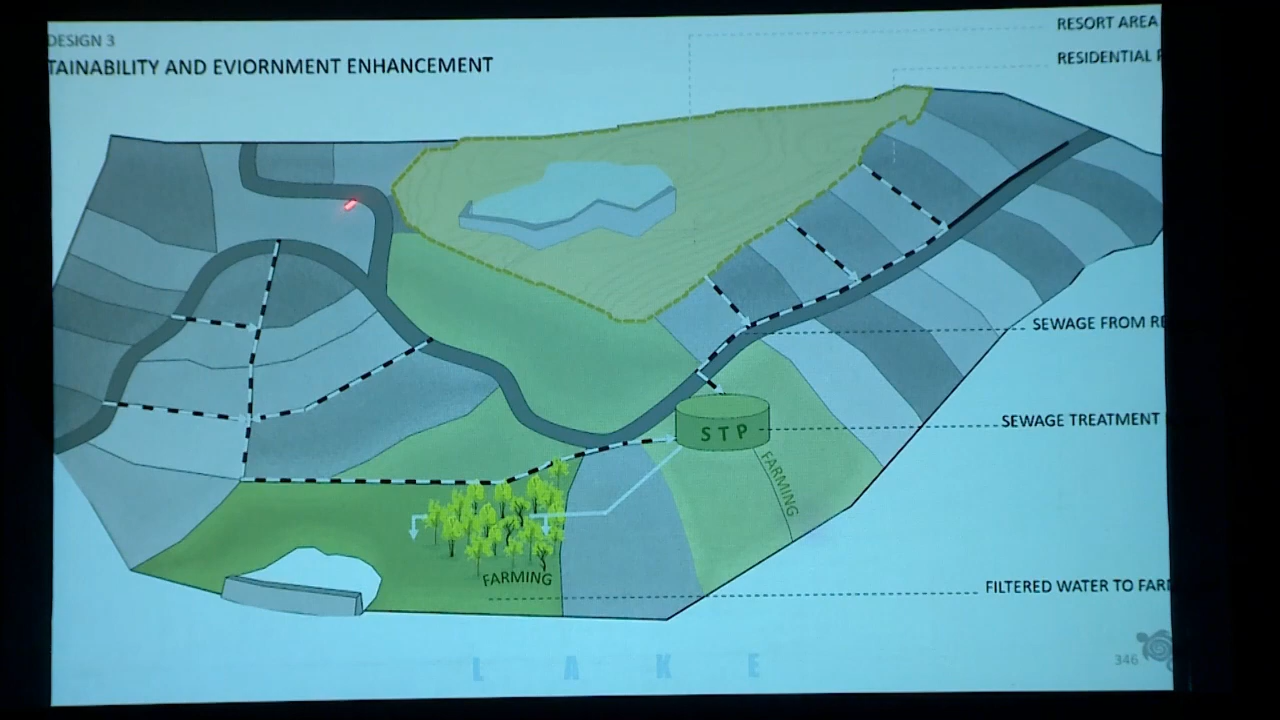 DESIGN 3
TAINABILITY AND EVIORNMENT ENHANCEMENT
RESORT AREA
RESIDENTIAL
SEWAGE FROM RE
SEWAGE TREATMENT
STP
FARMING
FARMING
FILTERED WATER TO FAR
LAKE
346